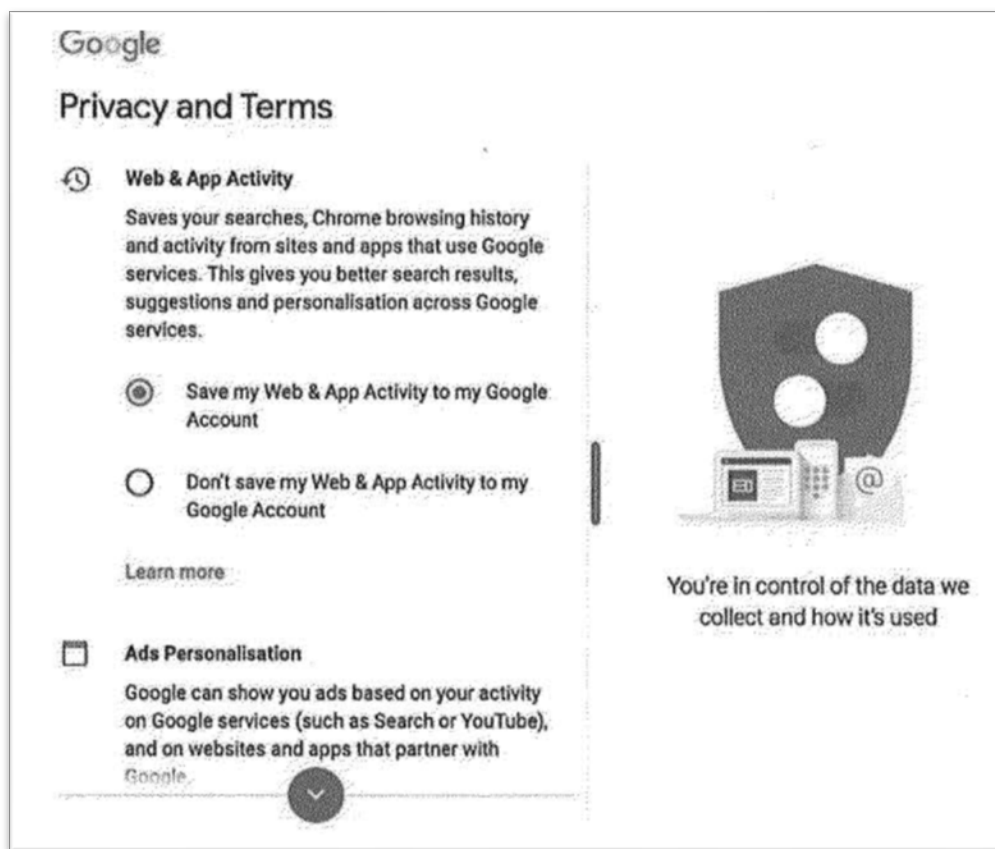 Google
Privacy and Terms
Web & App Activity
Saves your searches, Chrome browsing history
and activity from sites and apps that use Google
services. This gives you better search results,
suggestions and personalisation across Google
services.
Save my Web & App Activity to my Google
Account
Don't save my Web & App Activity to my
Google Account
Learn more
Ads Personalisation
Google can show you ads based on your activity
on Google services (such as Search or YouTube),
and on websites and apps that partner with
Google.
@
You're in control of the data we
collect and how it's used